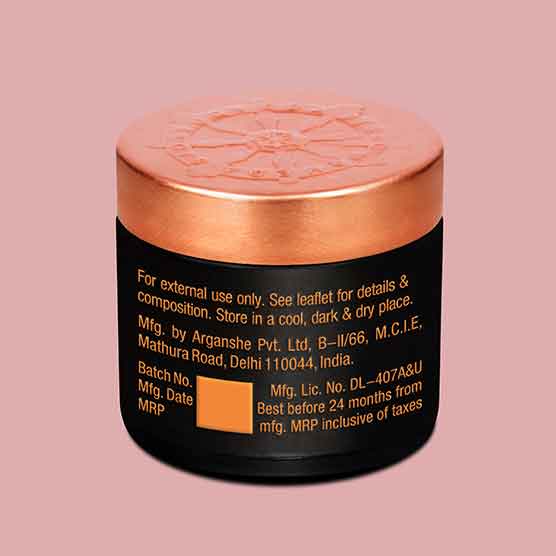 For external use only. See leaflet for details &
composition. Store in a cool, dark & dry place.
Mfg. by Arganshe Pvt. Ltd, B-II/66, M.C.I.E,
Mathura Road, Delhi 110044, India.
Batch No.
Mfg. Date
MRP
Mfg. Lic. No. DL-407A&U
Best before 24 months from
mfg. MRP inclusive of taxes